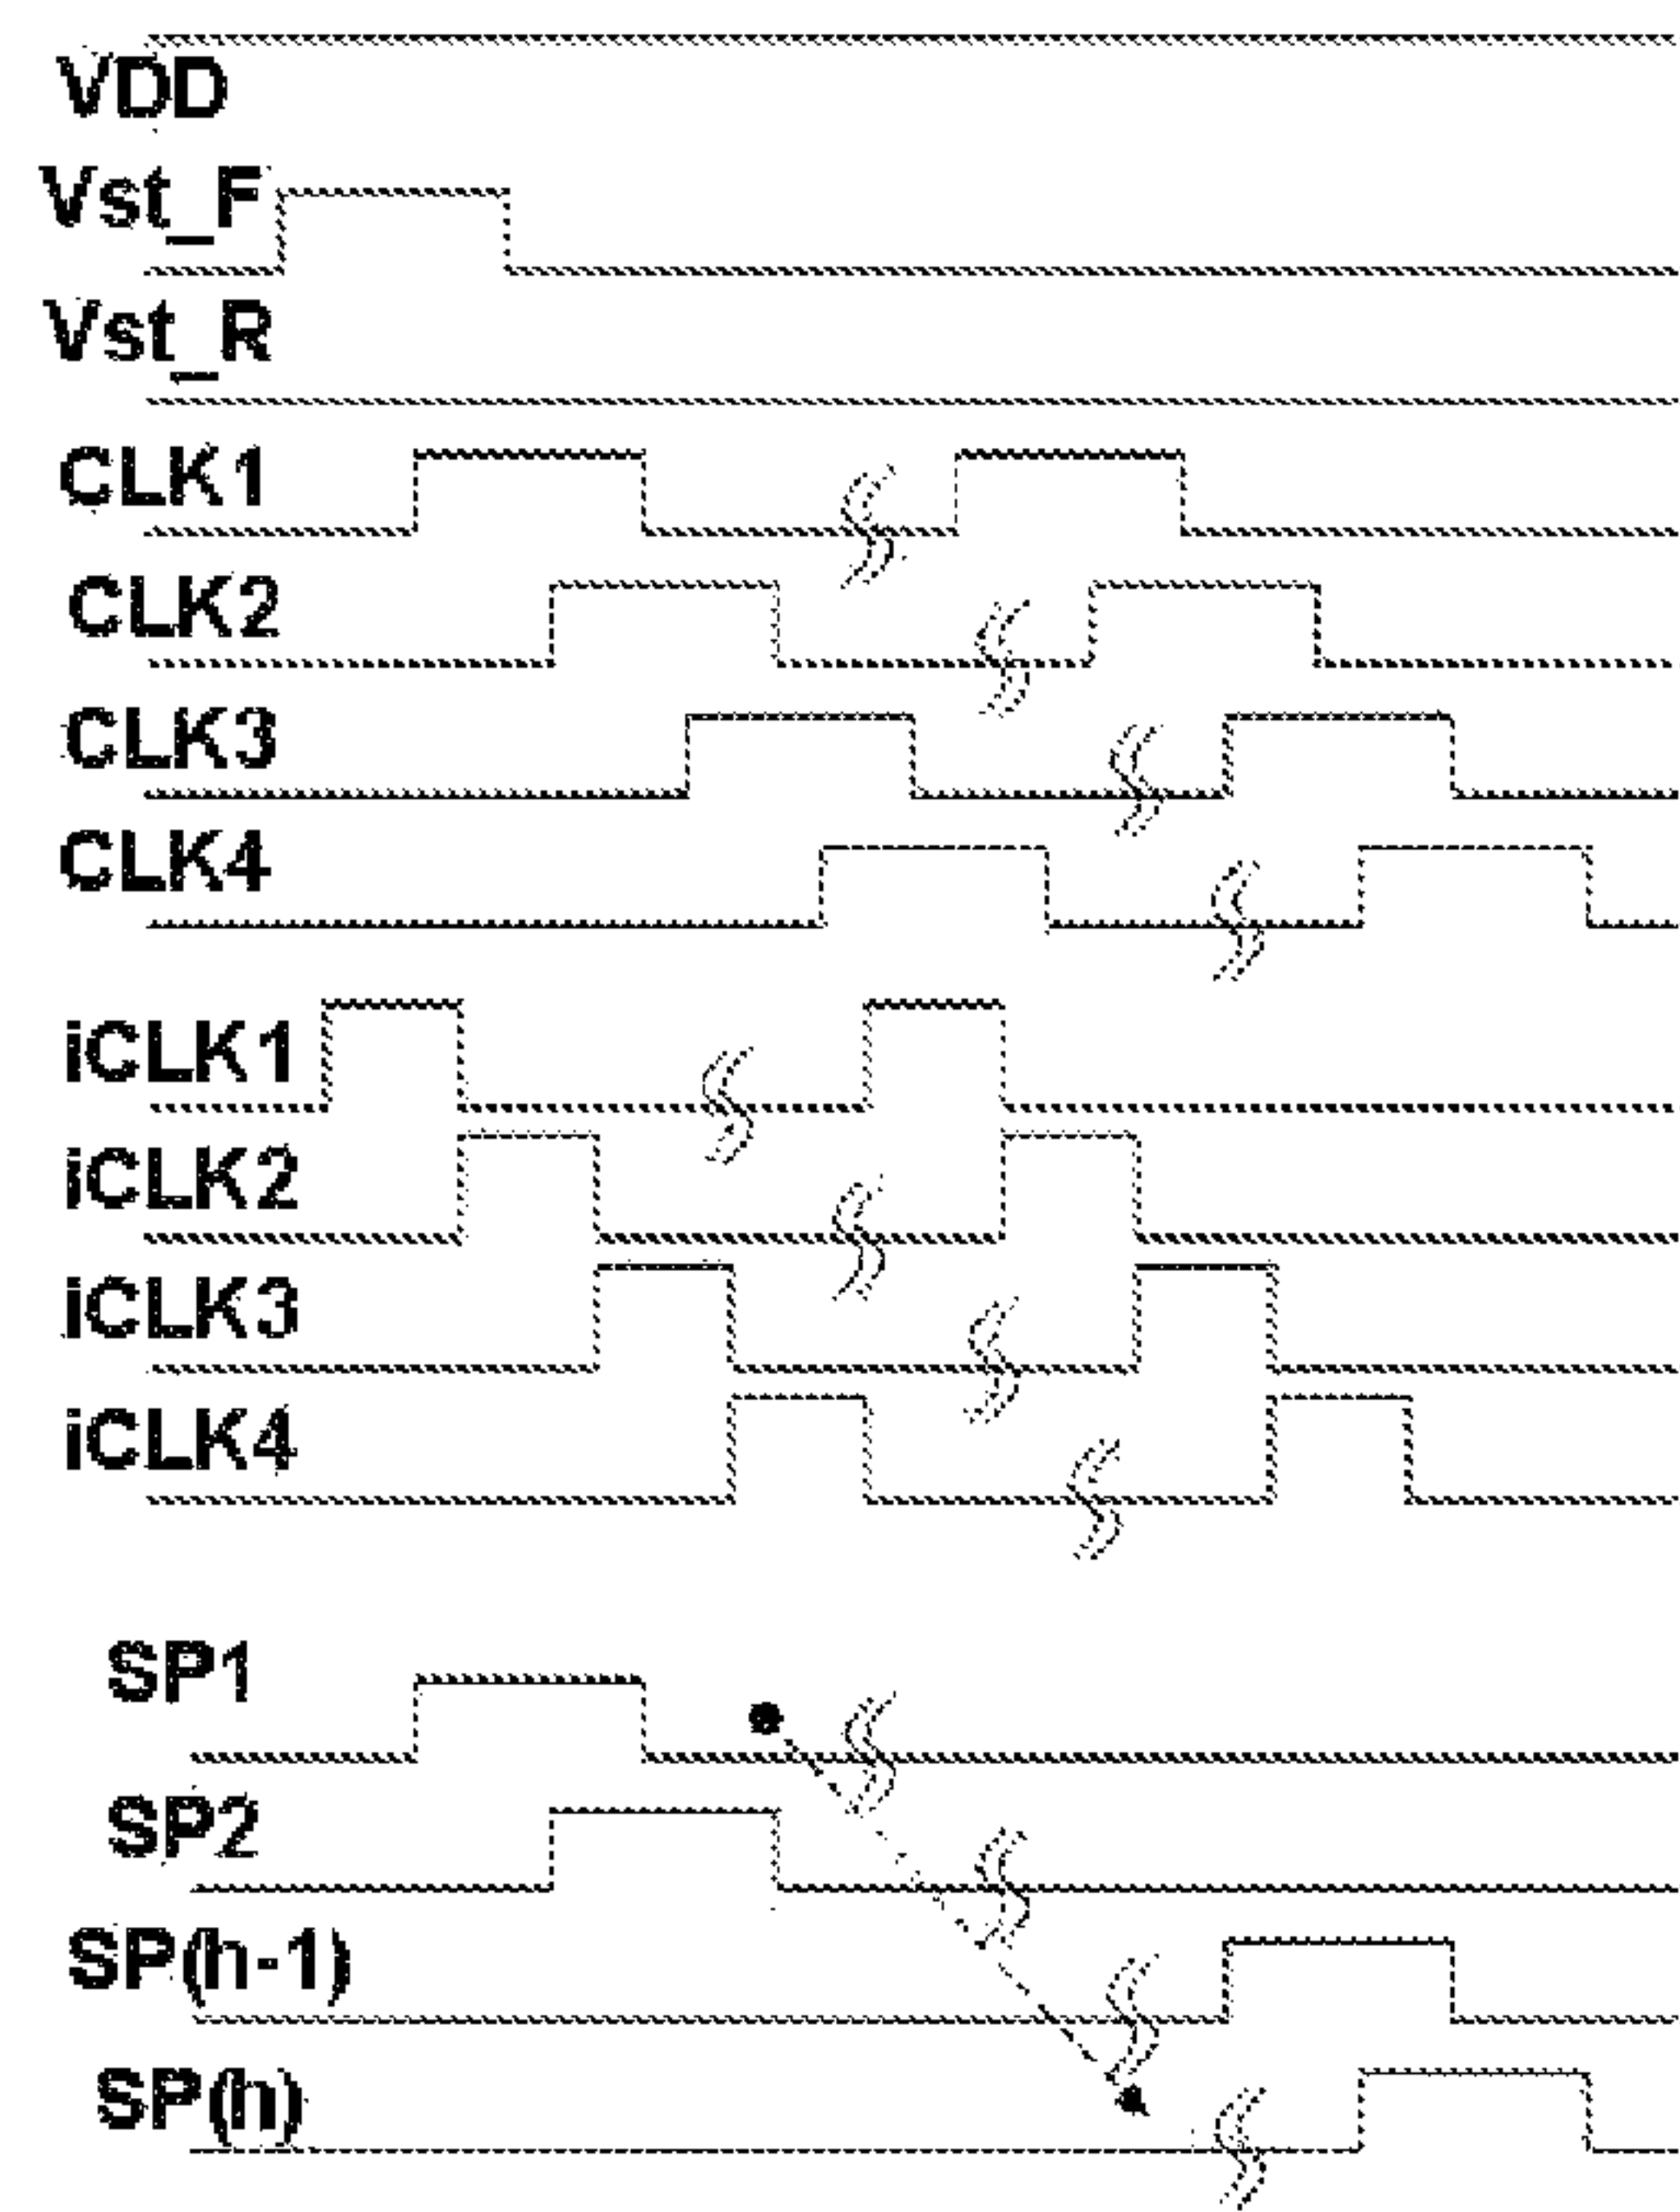 VDD
Vst_F
Vst_R
CLK1
CLK2
CLK3
CLK4
iCLK1
iCLK2
iCLK3
iCLK4
SP1
SP2
SP(h-1)
SP(h)